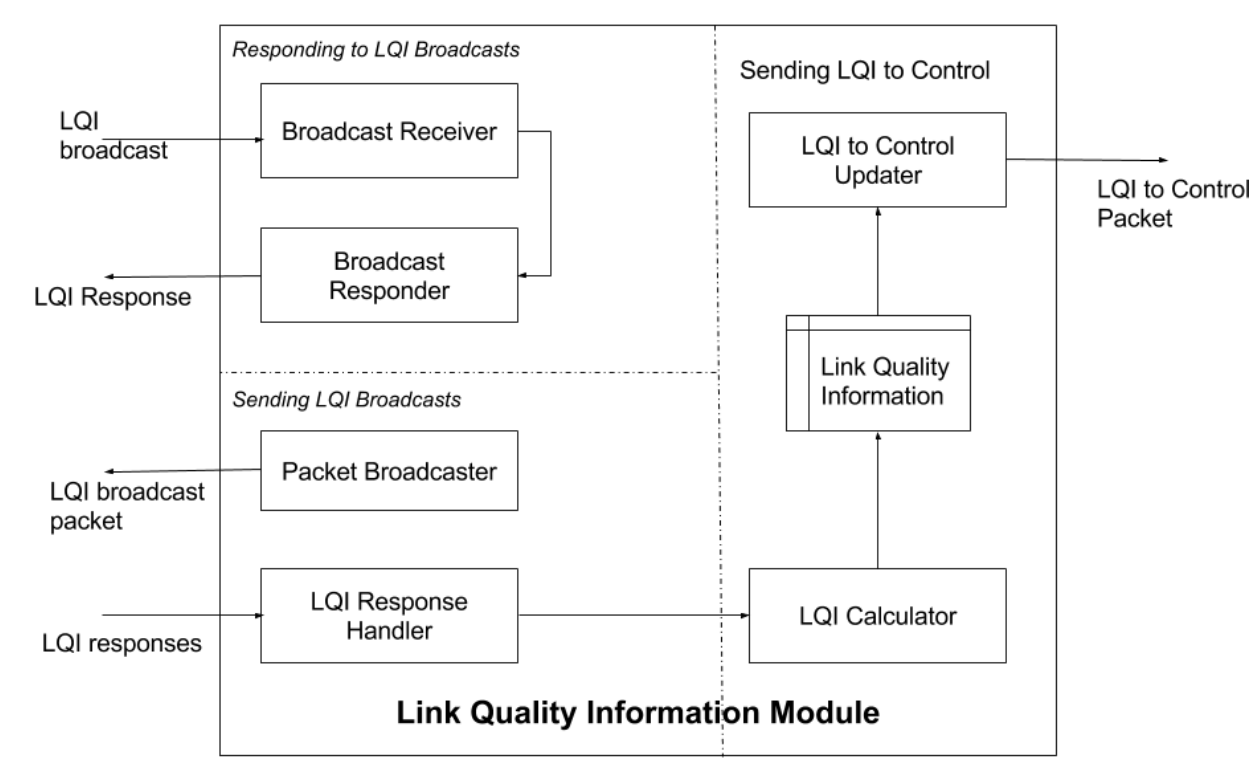 Responding to LQI Broadcasts
LQI
broadcast
Broadcast Receiver
Broadcast
Responder
LQI Response
Sending LQI Broadcasts
Packet Broadcaster
LQI broadcast
packet
LQI Response
Handler
LQI responses
Sending LQI to Control
LQI to Control
Updater
LQI to Control
Packet
Link Quality
Information
LQI Calculator
Link Quality Information Module